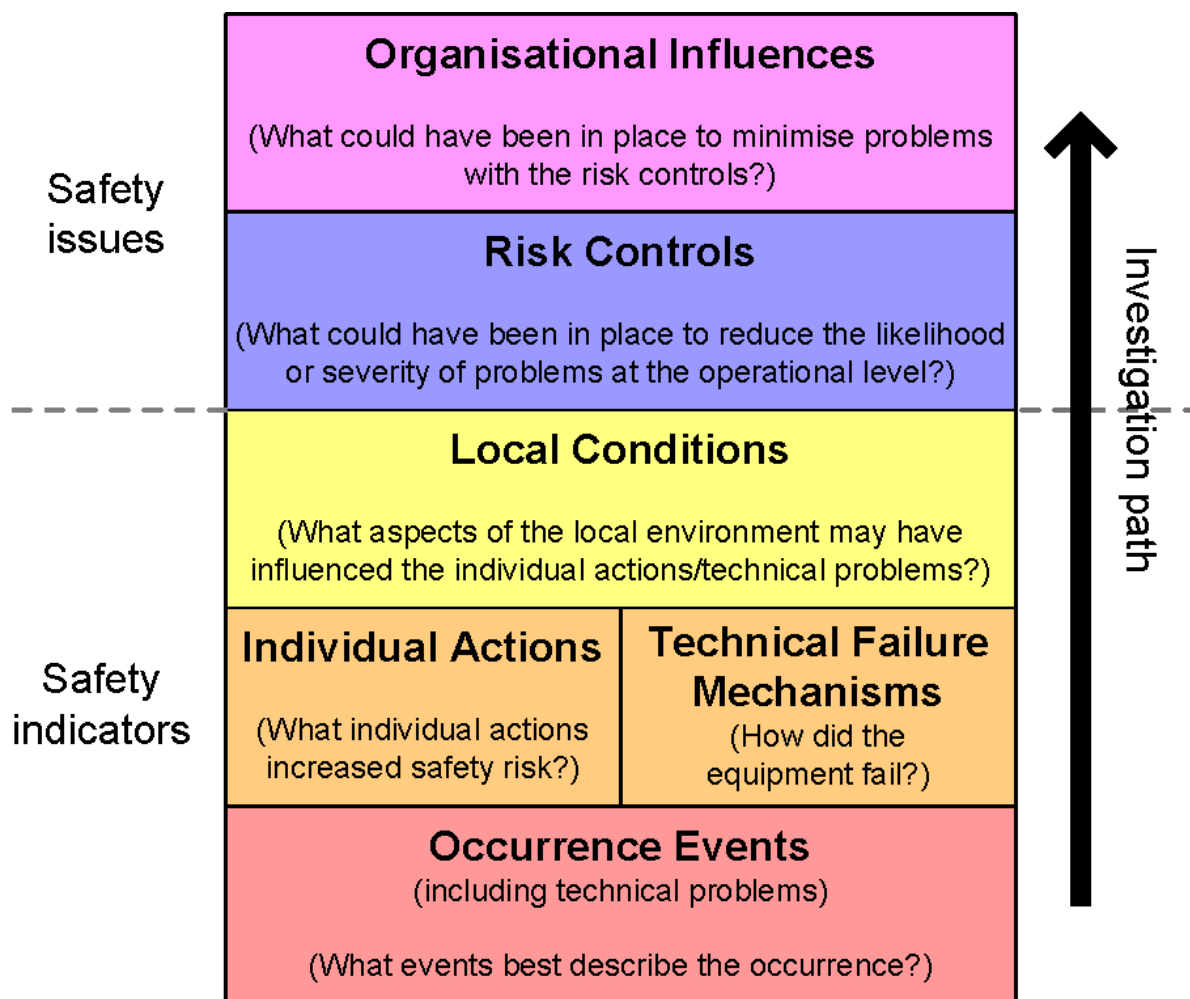 Organisational Influences
(What could have been in place to minimise problems
with the risk controls?)
Safety
issues
Risk Controls
(What could have been in place to reduce the likelihood
or severity of problems at the operational level?)
Investigation path
Local Conditions
(What aspects of the local environment may have
influenced the individual actions/technical problems?)
Safety
indicators
Individual Actions
(What individual actions
increased safety risk?)
Technical Failure
Mechanisms
(How did the
equipment fail?)
Occurrence Events
(including technical problems)
(What events best describe the occurrence?)